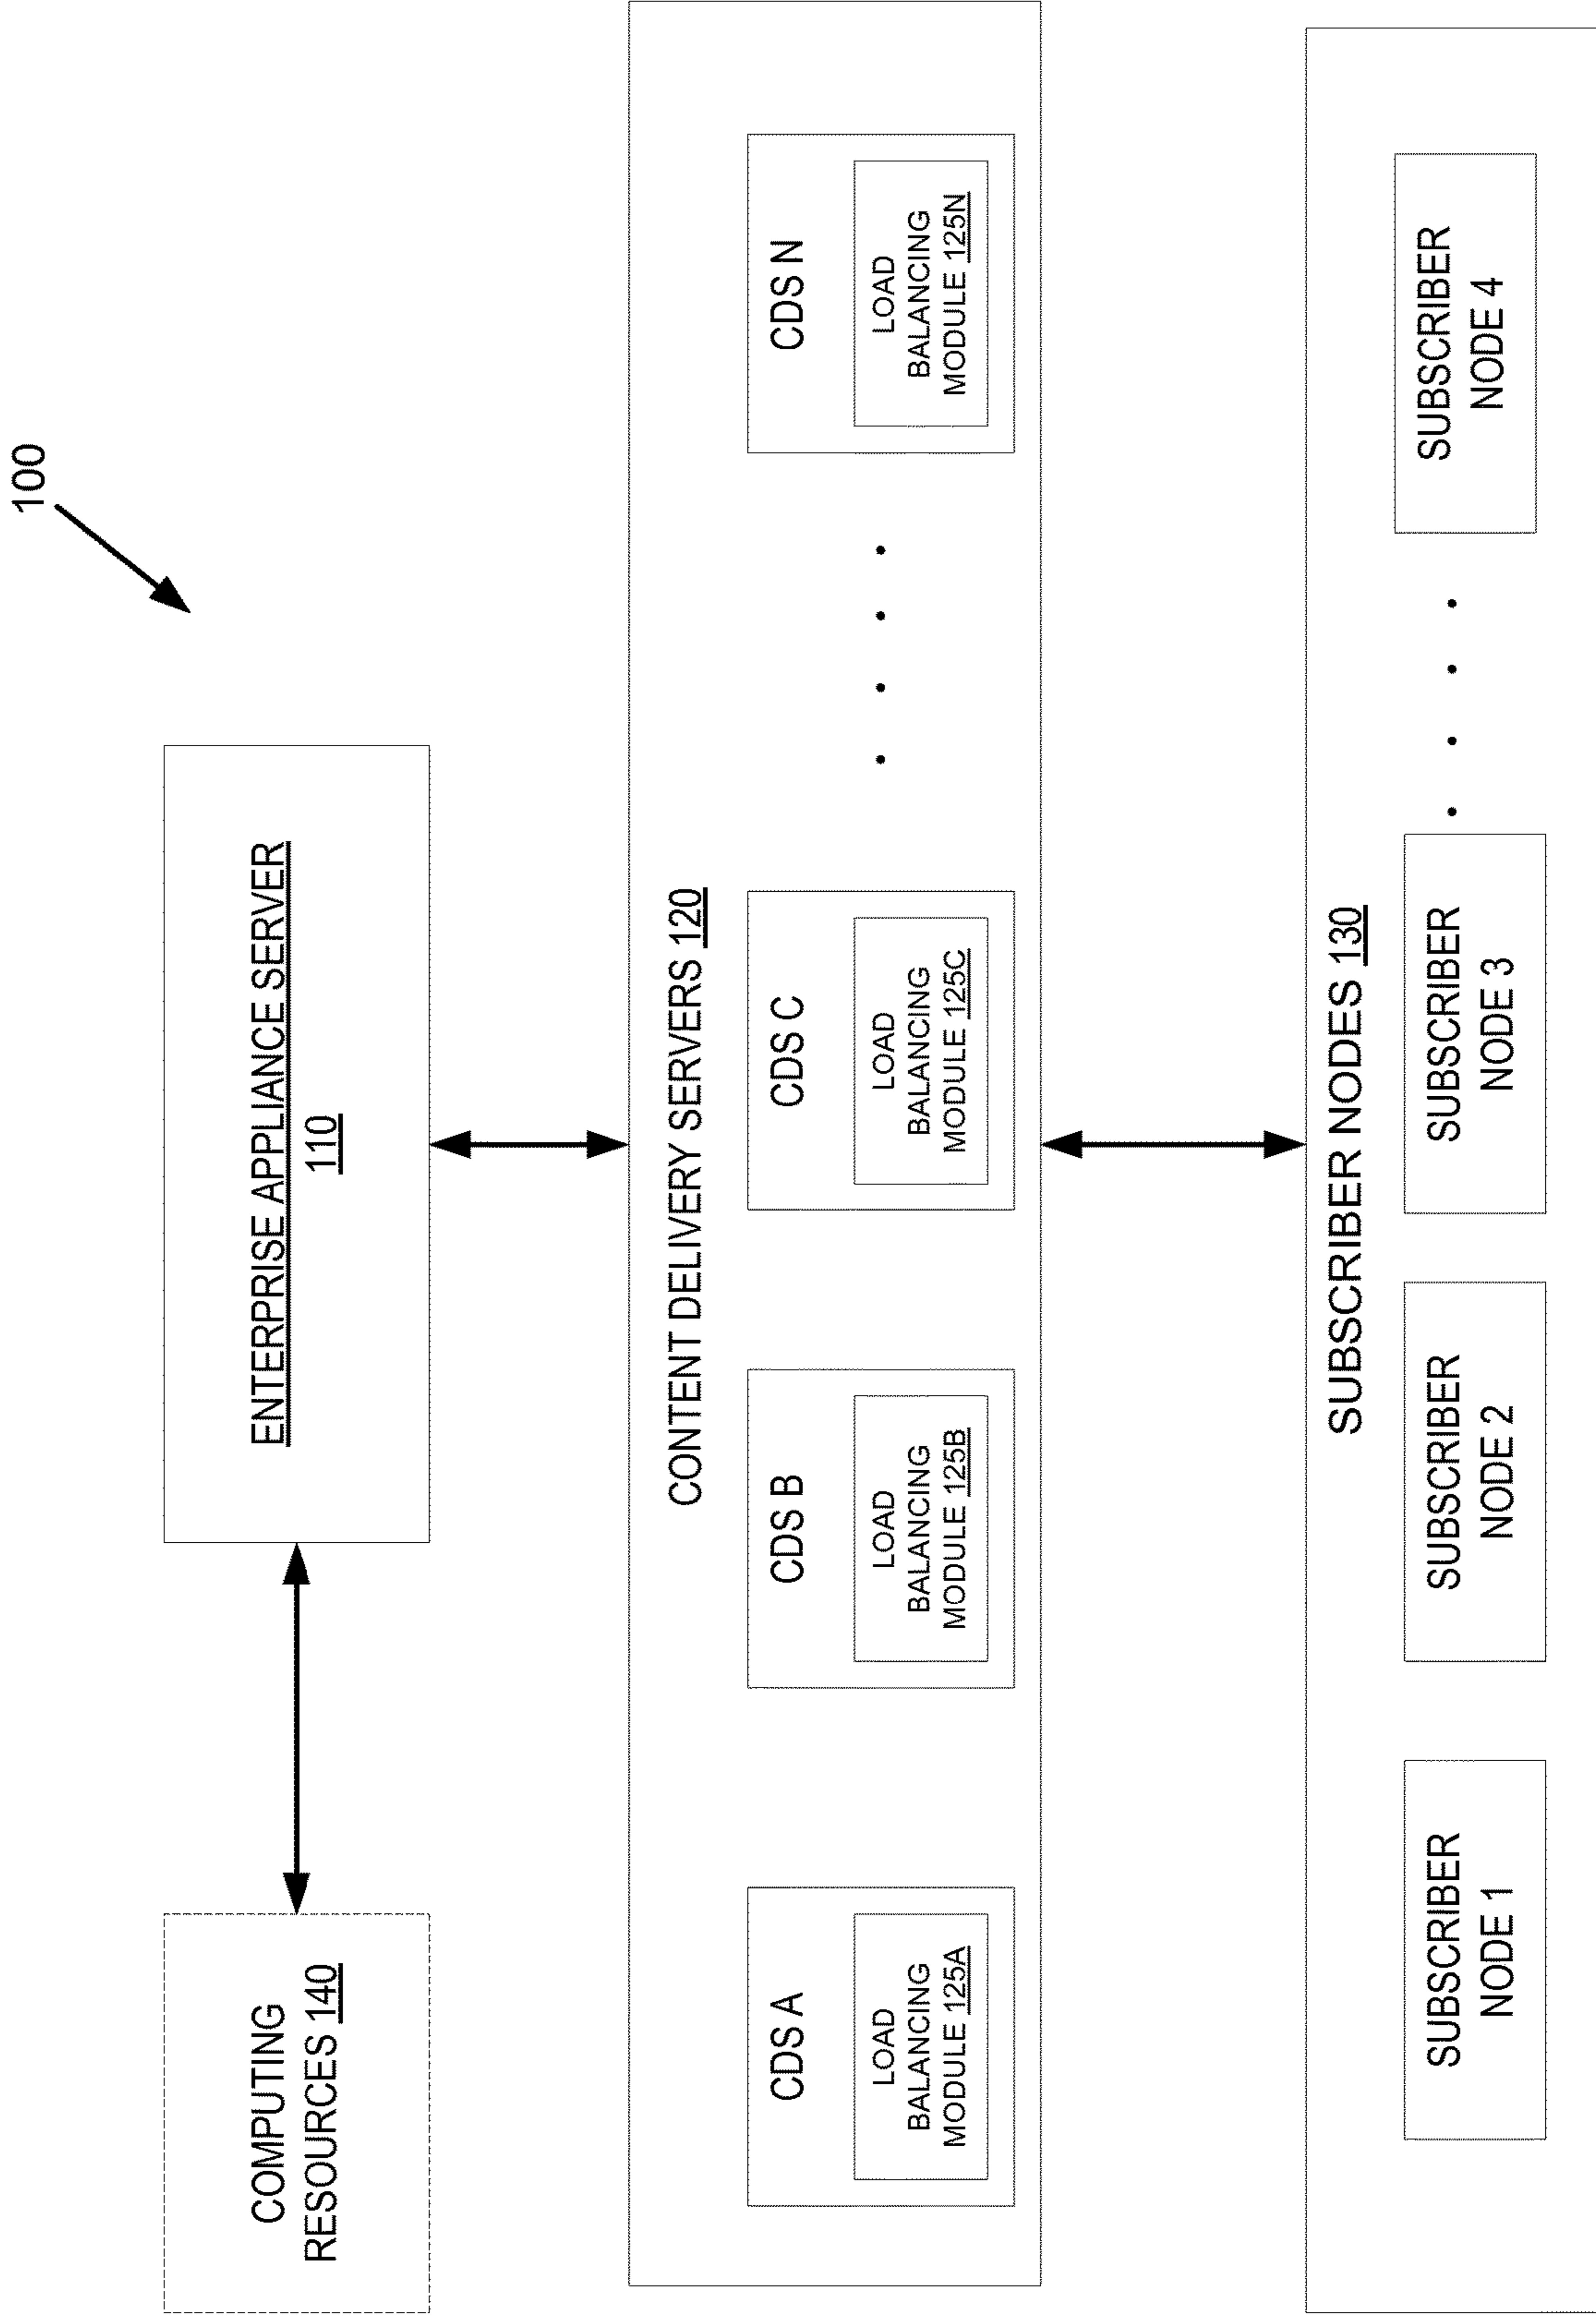 100
COMPUTING
RESOURCES 140
ENTERPRISE APPLIANCE SERVER
110
CONTENT DELIVERY SERVERS 120
CDS A
LOAD
BALANCING
MODULE 125A
CDS B
LOAD
BALANCING
MODULE 125B
CDS C
LOAD
BALANCING
MODULE 125C
CDS N
LOAD
BALANCING
MODULE 125N
SUBSCRIBER NODES 130
SUBSCRIBER
NODE 1
SUBSCRIBER
NODE 2
SUBSCRIBER
NODE 3
SUBSCRIBER
NODE 4